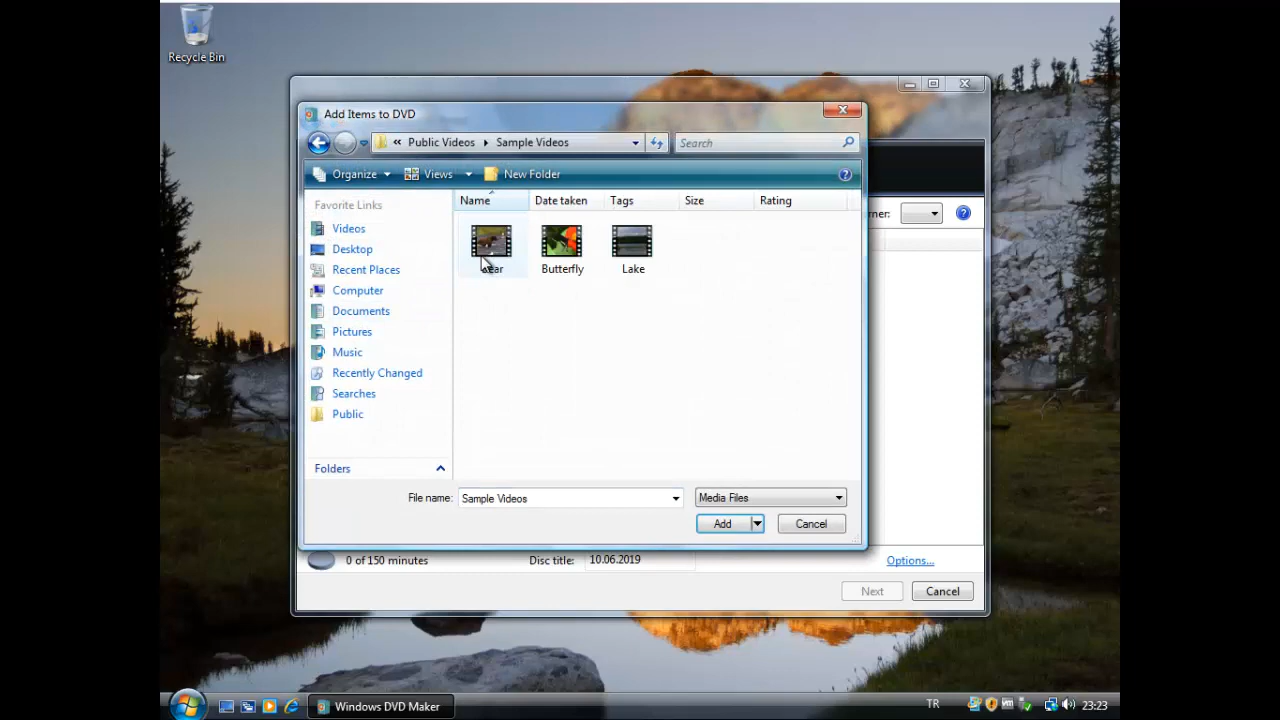 Recycle Bin
Add Items to DVD
« Public Videos Sample Videos
Search
Organize Views New Folder
Favorite Links
Name Date taken Tags Size Rating
Videos
Desktop
Recent Places
Computer
Documents
Pictures
Music
Recently Changed
Searches
Public
Folders
Butterfly
Lake
File name: Sample Videos
Media Files
Add
Cancel
0 of 150 minutes
Disc title: 10.06.2019
Options...
Next
Cancel
Windows DVD Maker
TR
23:23